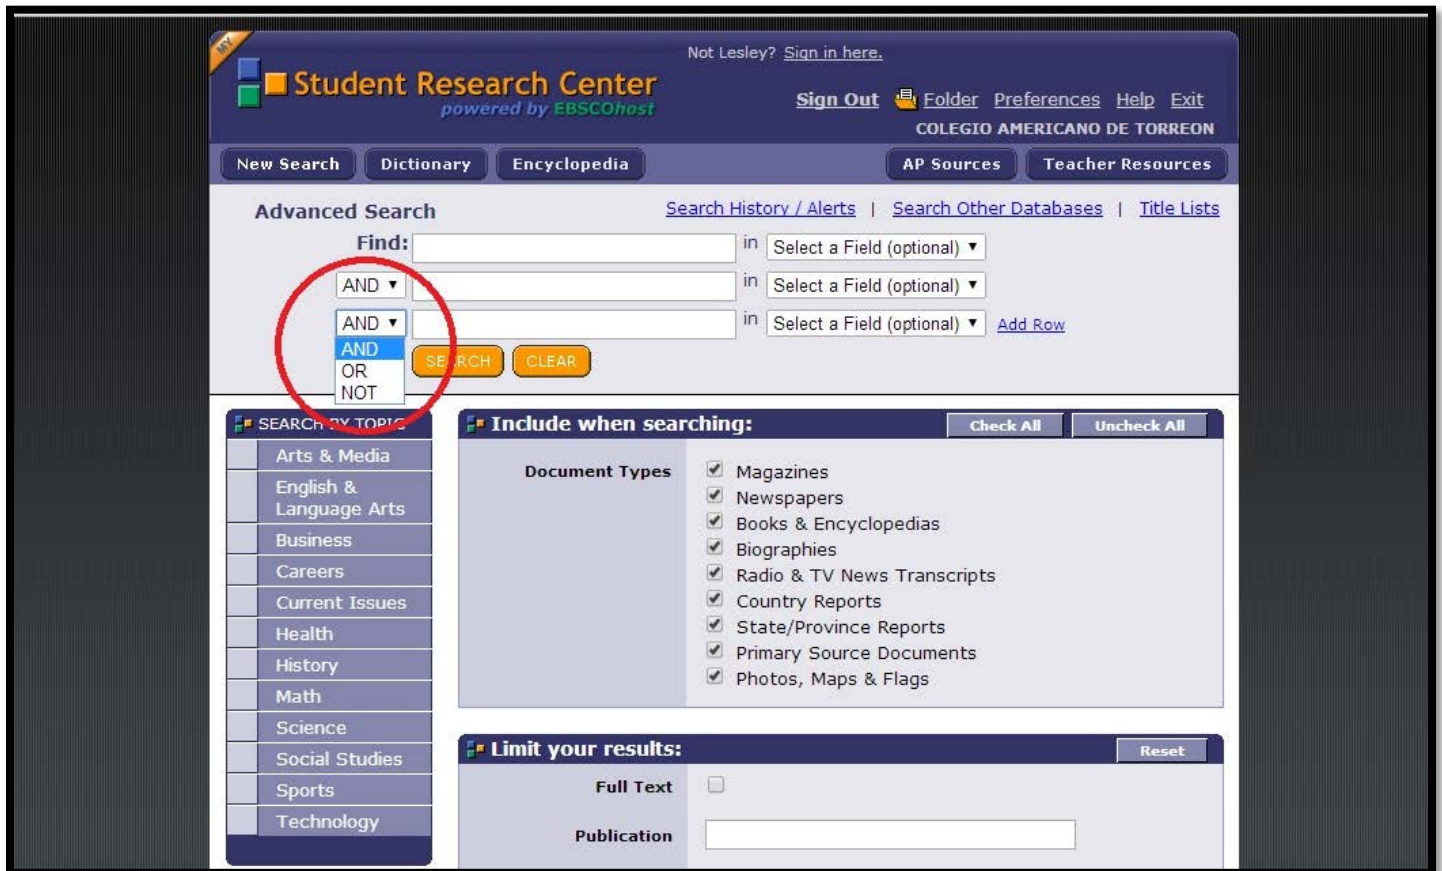 MY
Not Lesley? Sign in here.
Student Research Center
powered by EBSCOhost
Sign Out Folder Preferences Help Exit
COLEGIO AMERICANO DE TORREON
New Search Dictionary Encyclopedia AP Sources Teacher Resources
Advanced Search Search History / Alerts | Search Other Databases | Title Lists
Find: in Select a Field (optional)
AND in Select a Field (optional)
AND in Select a Field (optional) Add Row
AND
OR
NOT
SEARCH CLEAR
SEARCH BY TOPIC
Arts & Media
English &
Language Arts
Business
Careers
Current Issues
Health
History
Math
Science
Social Studies
Sports
Technology
Include when searching: Check All Uncheck All
Document Types
Magazines
Newspapers
Books & Encyclopedias
Biographies
Radio & TV News Transcripts
Country Reports
State/Province Reports
Primary Source Documents
Photos, Maps & Flags
Limit your results: Reset
Full Text
Publication